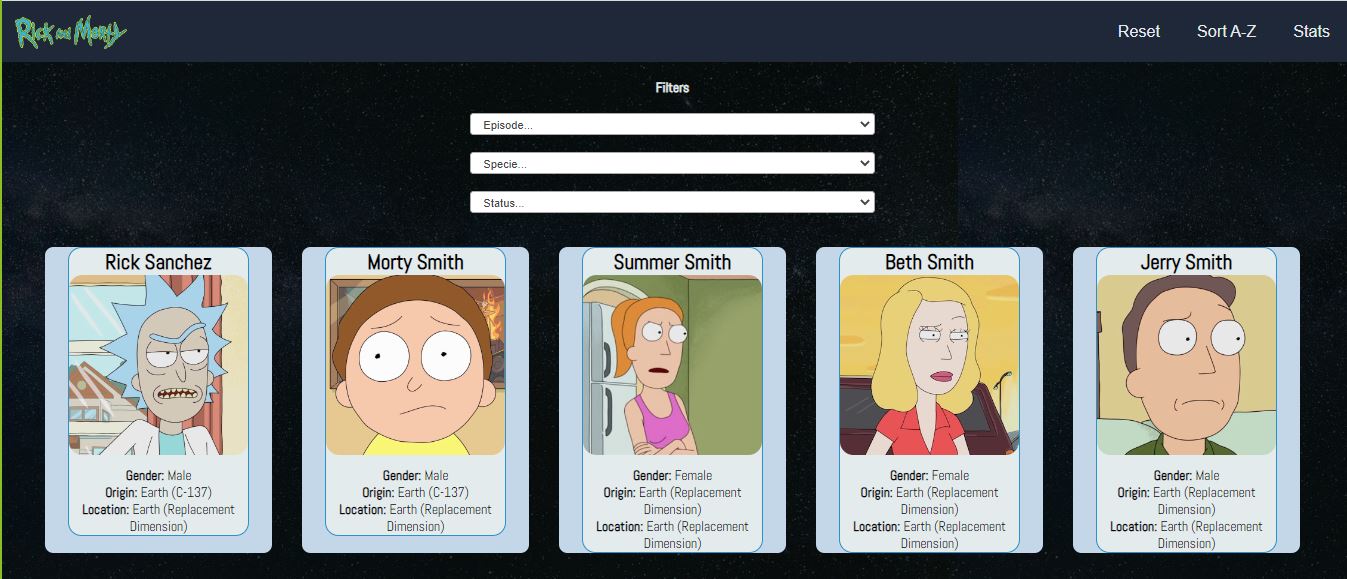 Rick and Morty
Reset
Sort A-Z
Stats
Filters
Episode...
Specie...
Status...
Rick Sanchez
Gender: Male
Origin: Earth (C-137)
Location: Earth (Replacement
Dimension)
Morty Smith
Gender: Male
Origin: Earth (C-137)
Location: Earth (Replacement
Dimension)
Summer Smith
Gender: Female
Origin: Earth (Replacement
Dimension)
Location: Earth (Replacement
Dimension)
Beth Smith
Gender: Female
Origin: Earth (Replacement
Dimension)
Location: Earth (Replacement
Dimension)
Jerry Smith
Gender: Male
Origin: Earth (Replacement
Dimension)
Location: Earth (Replacement
Dimension)